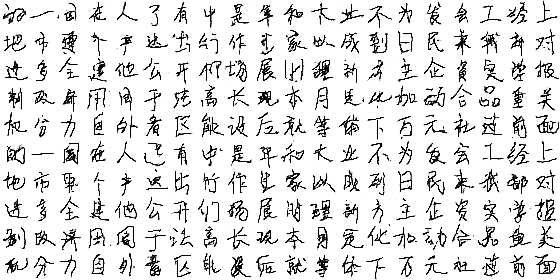 的一国在人了有中是年和大业不为发会工经上
地市要个产这出行作生家以成到日民来我部对
进多全建他公开们场展时理新方主企资实学报
制政济用同于法高长现本月定化加动合品重关
机分力自外者区能设后就等体下万元社过前面
的一国在人了有中是年和大业不为发会工经上
地市要个产这出行作生家以成到日民来我部对
进多全建他公开们场展时理新方主企资实学报
制政济用同于法高长现本月定化加动合品重关
机分力自外者区能设后就等体下万元社过前面